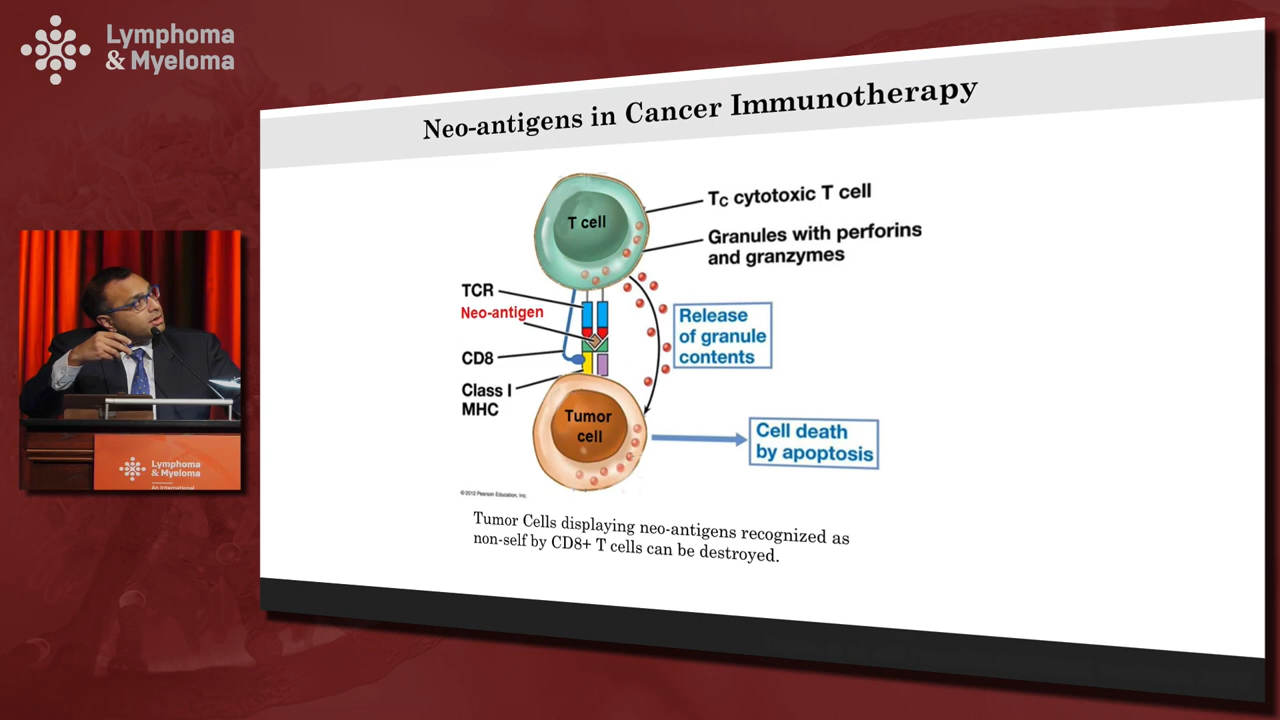 Lymphoma
& Myeloma
Neo-antigens in Cancer Immunotherapy
T cell
TC cytotoxic T cell
Granules with perforins
and granzymes
TCR
Neo-antigen
CD8
Class I
MHC
Release
of granule
contents
Tumor
cell
Cell death
by apoptosis
© 2012 Pearson Education, Inc.
Tumor Cells displaying neo-antigens recognized as
non-self by CD8+ T cells can be destroyed.
Lymphoma
& Myeloma
An International